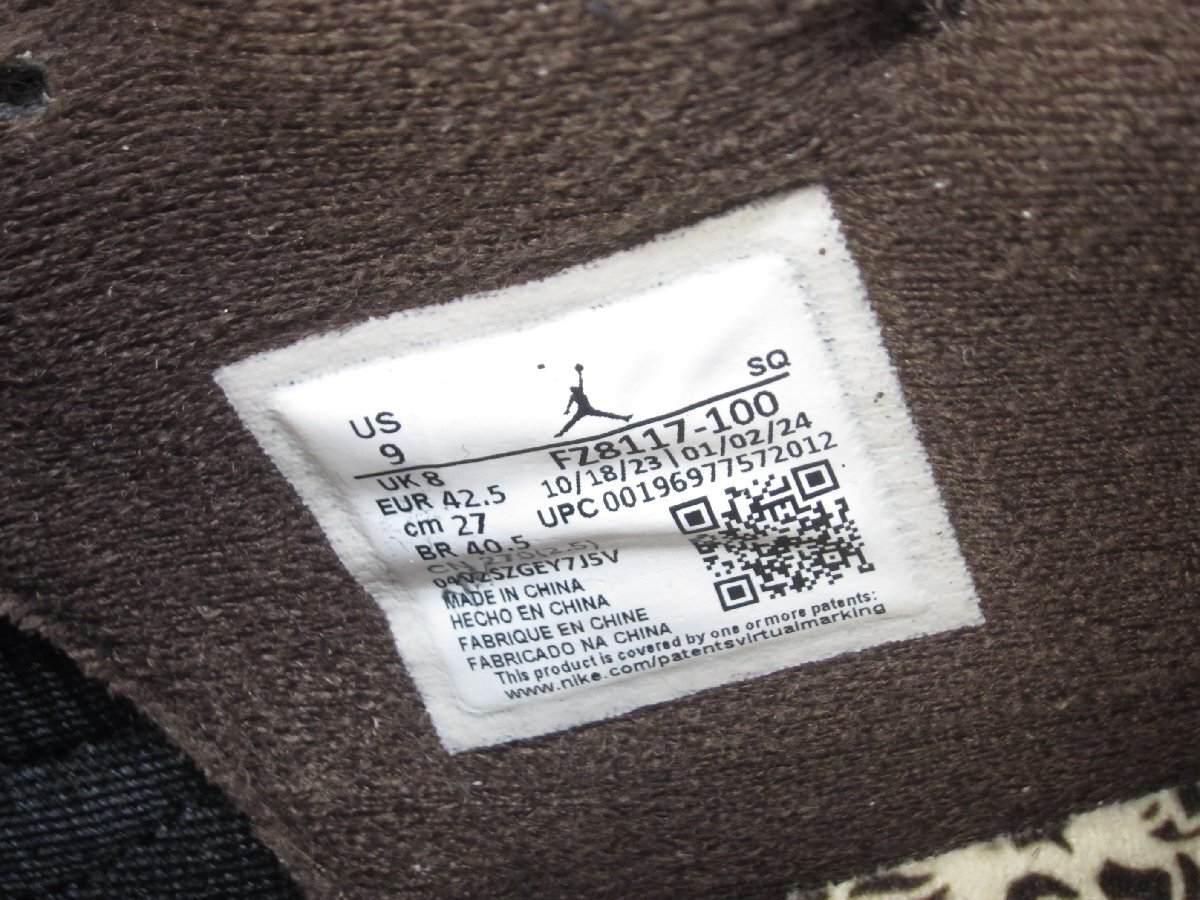 SQ
US
9
FZ8117-100
UK 8
10/18/23 | 01/02/24
EUR 42.5
UPC 00196977572012
cm 27
BR 40.5
MADE IN CHINA
HECHO EN CHINA
FABRIQUE EN CHINE
FABRICADO NA CHINA
This product is covered by one or more patents:
www.nike.com/patentsvirtualmarking